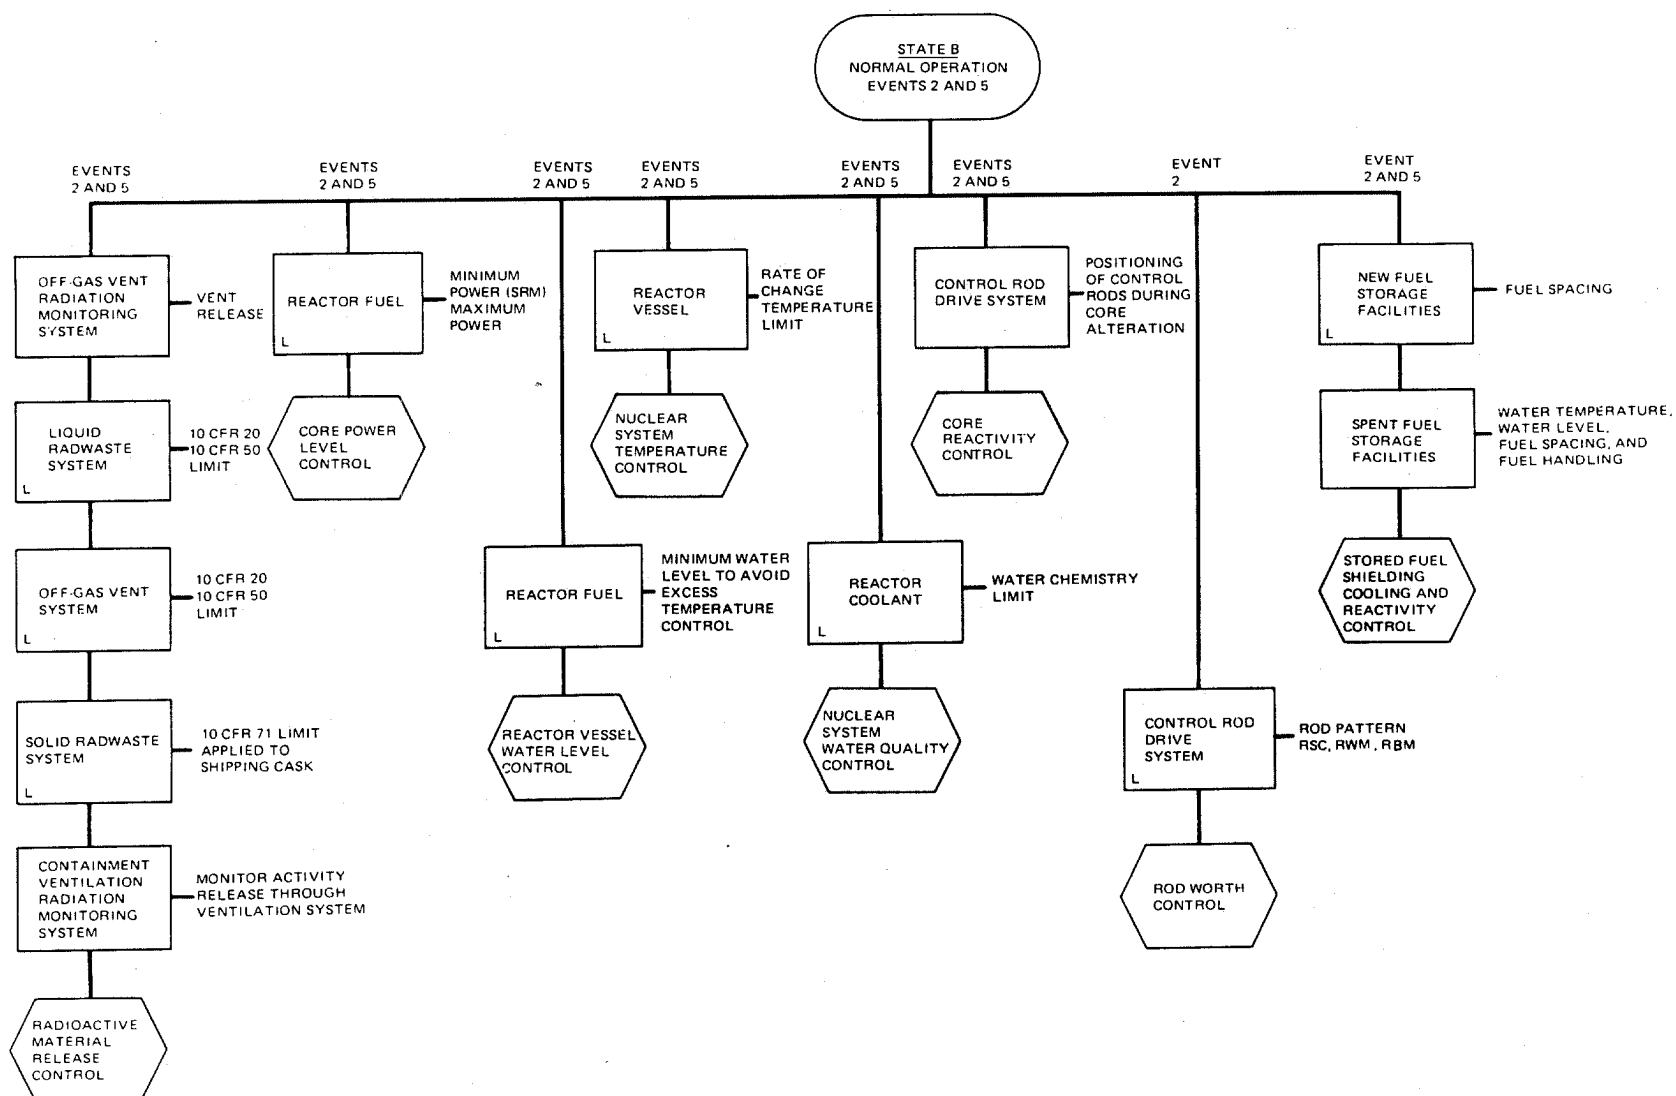 STATE B
NORMAL OPERATION
EVENTS 2 AND 5
EVENTS
2 AND 5
EVENTS
2 AND 5
EVENTS
2 AND 5
EVENTS
2 AND 5
EVENTS
2 AND 5
EVENTS
2 AND 5
EVENT
2
EVENT
2 AND 5
OFF-GAS VENT
RADIATION
MONITORING
SYSTEM
VENT
RELEASE
LIQUID
RADWASTE
SYSTEM
L
10 CFR 20
10 CFR 50
LIMIT
OFF-GAS VENT
SYSTEM
L
10 CFR 20
10 CFR 50
LIMIT
SOLID RADWASTE
SYSTEM
L
10 CFR 71 LIMIT
APPLIED TO
SHIPPING CASK
CONTAINMENT
VENTILATION
RADIATION
MONITORING
SYSTEM
MONITOR ACTIVITY
RELEASE THROUGH
VENTILATION SYSTEM
RADIOACTIVE
MATERIAL
RELEASE
CONTROL
REACTOR FUEL
L
MINIMUM
POWER (SRM)
MAXIMUM
POWER
CORE POWER
LEVEL
CONTROL
REACTOR FUEL
L
MINIMUM WATER
LEVEL TO AVOID
EXCESS
TEMPERATURE
CONTROL
REACTOR VESSEL
WATER LEVEL
CONTROL
REACTOR
VESSEL
L
RATE OF
CHANGE
TEMPERATURE
LIMIT
NUCLEAR
SYSTEM
TEMPERATURE
CONTROL
REACTOR
COOLANT
L
WATER CHEMISTRY
LIMIT
NUCLEAR
SYSTEM
WATER QUALITY
CONTROL
CONTROL ROD
DRIVE SYSTEM
POSITIONING
OF CONTROL
RODS DURING
CORE
ALTERATION
CORE
REACTIVITY
CONTROL
CONTROL ROD
DRIVE
SYSTEM
L
ROD PATTERN
RSC, RWM, RBM
ROD WORTH
CONTROL
NEW FUEL
STORAGE
FACILITIES
L
FUEL SPACING
SPENT FUEL
STORAGE
FACILITIES
WATER TEMPERATURE,
WATER LEVEL,
FUEL SPACING, AND
FUEL HANDLING
STORED FUEL
SHIELDING
COOLING AND
REACTIVITY
CONTROL